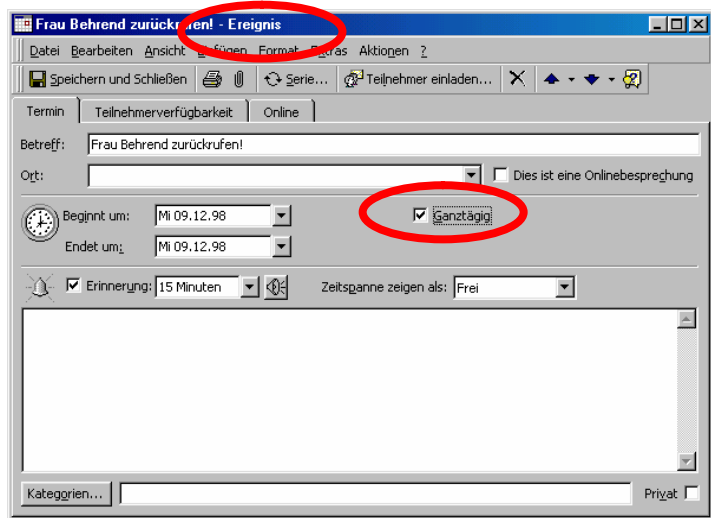 Frau Behrend zurückrufen! - Ereignis
Datei Bearbeiten Ansicht Einfügen Format Extras Aktionen ?
Speichern und Schließen Serie... Teilnehmer einladen...
Termin Teilnehmerverfügbarkeit Online
Betreff: Frau Behrend zurückrufen!
Ort: Dies ist eine Onlinebesprechung
Beginnt um: Mi 09.12.98 Ganztägig
Endet um: Mi 09.12.98
Erinnerung: 15 Minuten Zeitspanne zeigen als: Frei
Kategorien... Privat